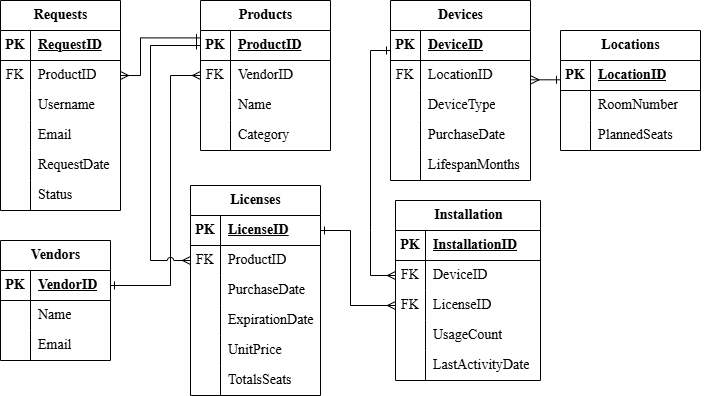 Requests
PK RequestID
FK ProductID
Username
Email
RequestDate
Status
Products
PK ProductID
FK VendorID
Name
Category
Devices
PK DeviceID
FK LocationID
DeviceType
PurchaseDate
LifespanMonths
Locations
PK LocationID
RoomNumber
PlannedSeats
Vendors
PK VendorID
Name
Email
Licenses
PK LicenseID
FK ProductID
PurchaseDate
ExpirationDate
UnitPrice
TotalsSeats
Installation
PK InstallationID
FK DeviceID
FK LicenseID
UsageCount
LastActivityDate